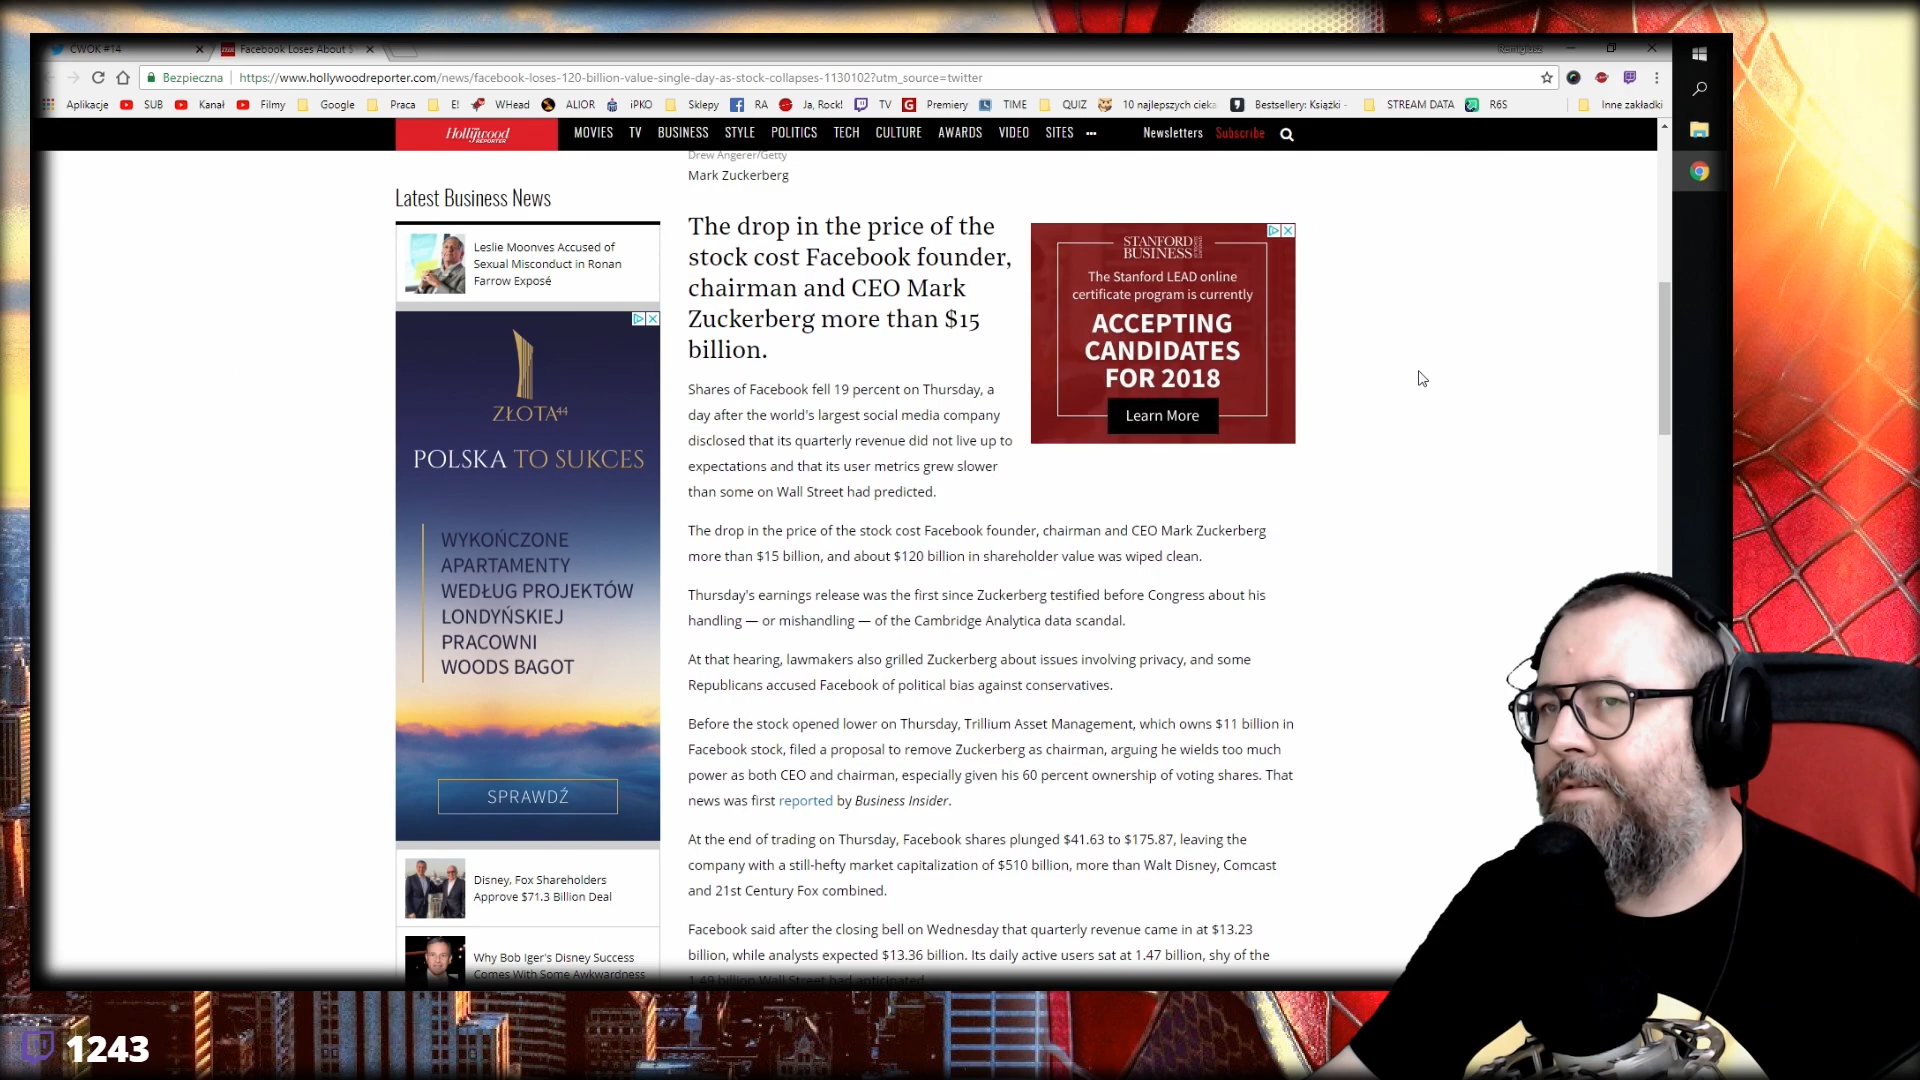 CWOK #14
Facebook Loses About $
Remigiusz
Bezpieczna
https://www.hollywoodreporter.com/news/facebook-loses-120-billion-value-single-day-as-stock-collapses-1130102?utm_source=twitter
Aplikacje SUB Kanał Filmy Google Praca E! WHead ALIOR iPKO Sklepy RA Ja, Rock! TV Premiery TIME QUIZ 10 najlepszych cieka Bestsellery: Książki - STREAM DATA R6S Inne zakładki
Hollywood REPORTER MOVIES TV BUSINESS STYLE POLITICS TECH CULTURE AWARDS VIDEO SITES ••• Newsletters Subscribe
Drew Angerer/Getty
Mark Zuckerberg
Latest Business News
Leslie Moonves Accused of
Sexual Misconduct in Ronan
Farrow Exposé
ZŁOTA44
POLSKA TO SUKCES
WYKOŃCZONE
APARTAMENTY
WEDŁUG PROJEKTÓW
LONDYŃSKIEJ
PRACOWNI
WOODS BAGOT
SPRAWDŹ
Disney, Fox Shareholders
Approve $71.3 Billion Deal
Why Bob Iger's Disney Success
Comes With Some Awkwardness
The drop in the price of the
stock cost Facebook founder,
chairman and CEO Mark
Zuckerberg more than $15
billion.
STANFORD
BUSINESS
The Stanford LEAD online
certificate program is currently
ACCEPTING
CANDIDATES
FOR 2018
Learn More
Shares of Facebook fell 19 percent on Thursday, a
day after the world's largest social media company
disclosed that its quarterly revenue did not live up to
expectations and that its user metrics grew slower
than some on Wall Street had predicted.
The drop in the price of the stock cost Facebook founder, chairman and CEO Mark Zuckerberg
more than $15 billion, and about $120 billion in shareholder value was wiped clean.
Thursday's earnings release was the first since Zuckerberg testified before Congress about his
handling — or mishandling — of the Cambridge Analytica data scandal.
At that hearing, lawmakers also grilled Zuckerberg about issues involving privacy, and some
Republicans accused Facebook of political bias against conservatives.
Before the stock opened lower on Thursday, Trillium Asset Management, which owns $11 billion in
Facebook stock, filed a proposal to remove Zuckerberg as chairman, arguing he wields too much
power as both CEO and chairman, especially given his 60 percent ownership of voting shares. That
news was first reported by Business Insider.
At the end of trading on Thursday, Facebook shares plunged $41.63 to $175.87, leaving the
company with a still-hefty market capitalization of $510 billion, more than Walt Disney, Comcast
and 21st Century Fox combined.
Facebook said after the closing bell on Wednesday that quarterly revenue came in at $13.23
billion, while analysts expected $13.36 billion. Its daily active users sat at 1.47 billion, shy of the
1.49 billion Wall Street had anticipated.
1243